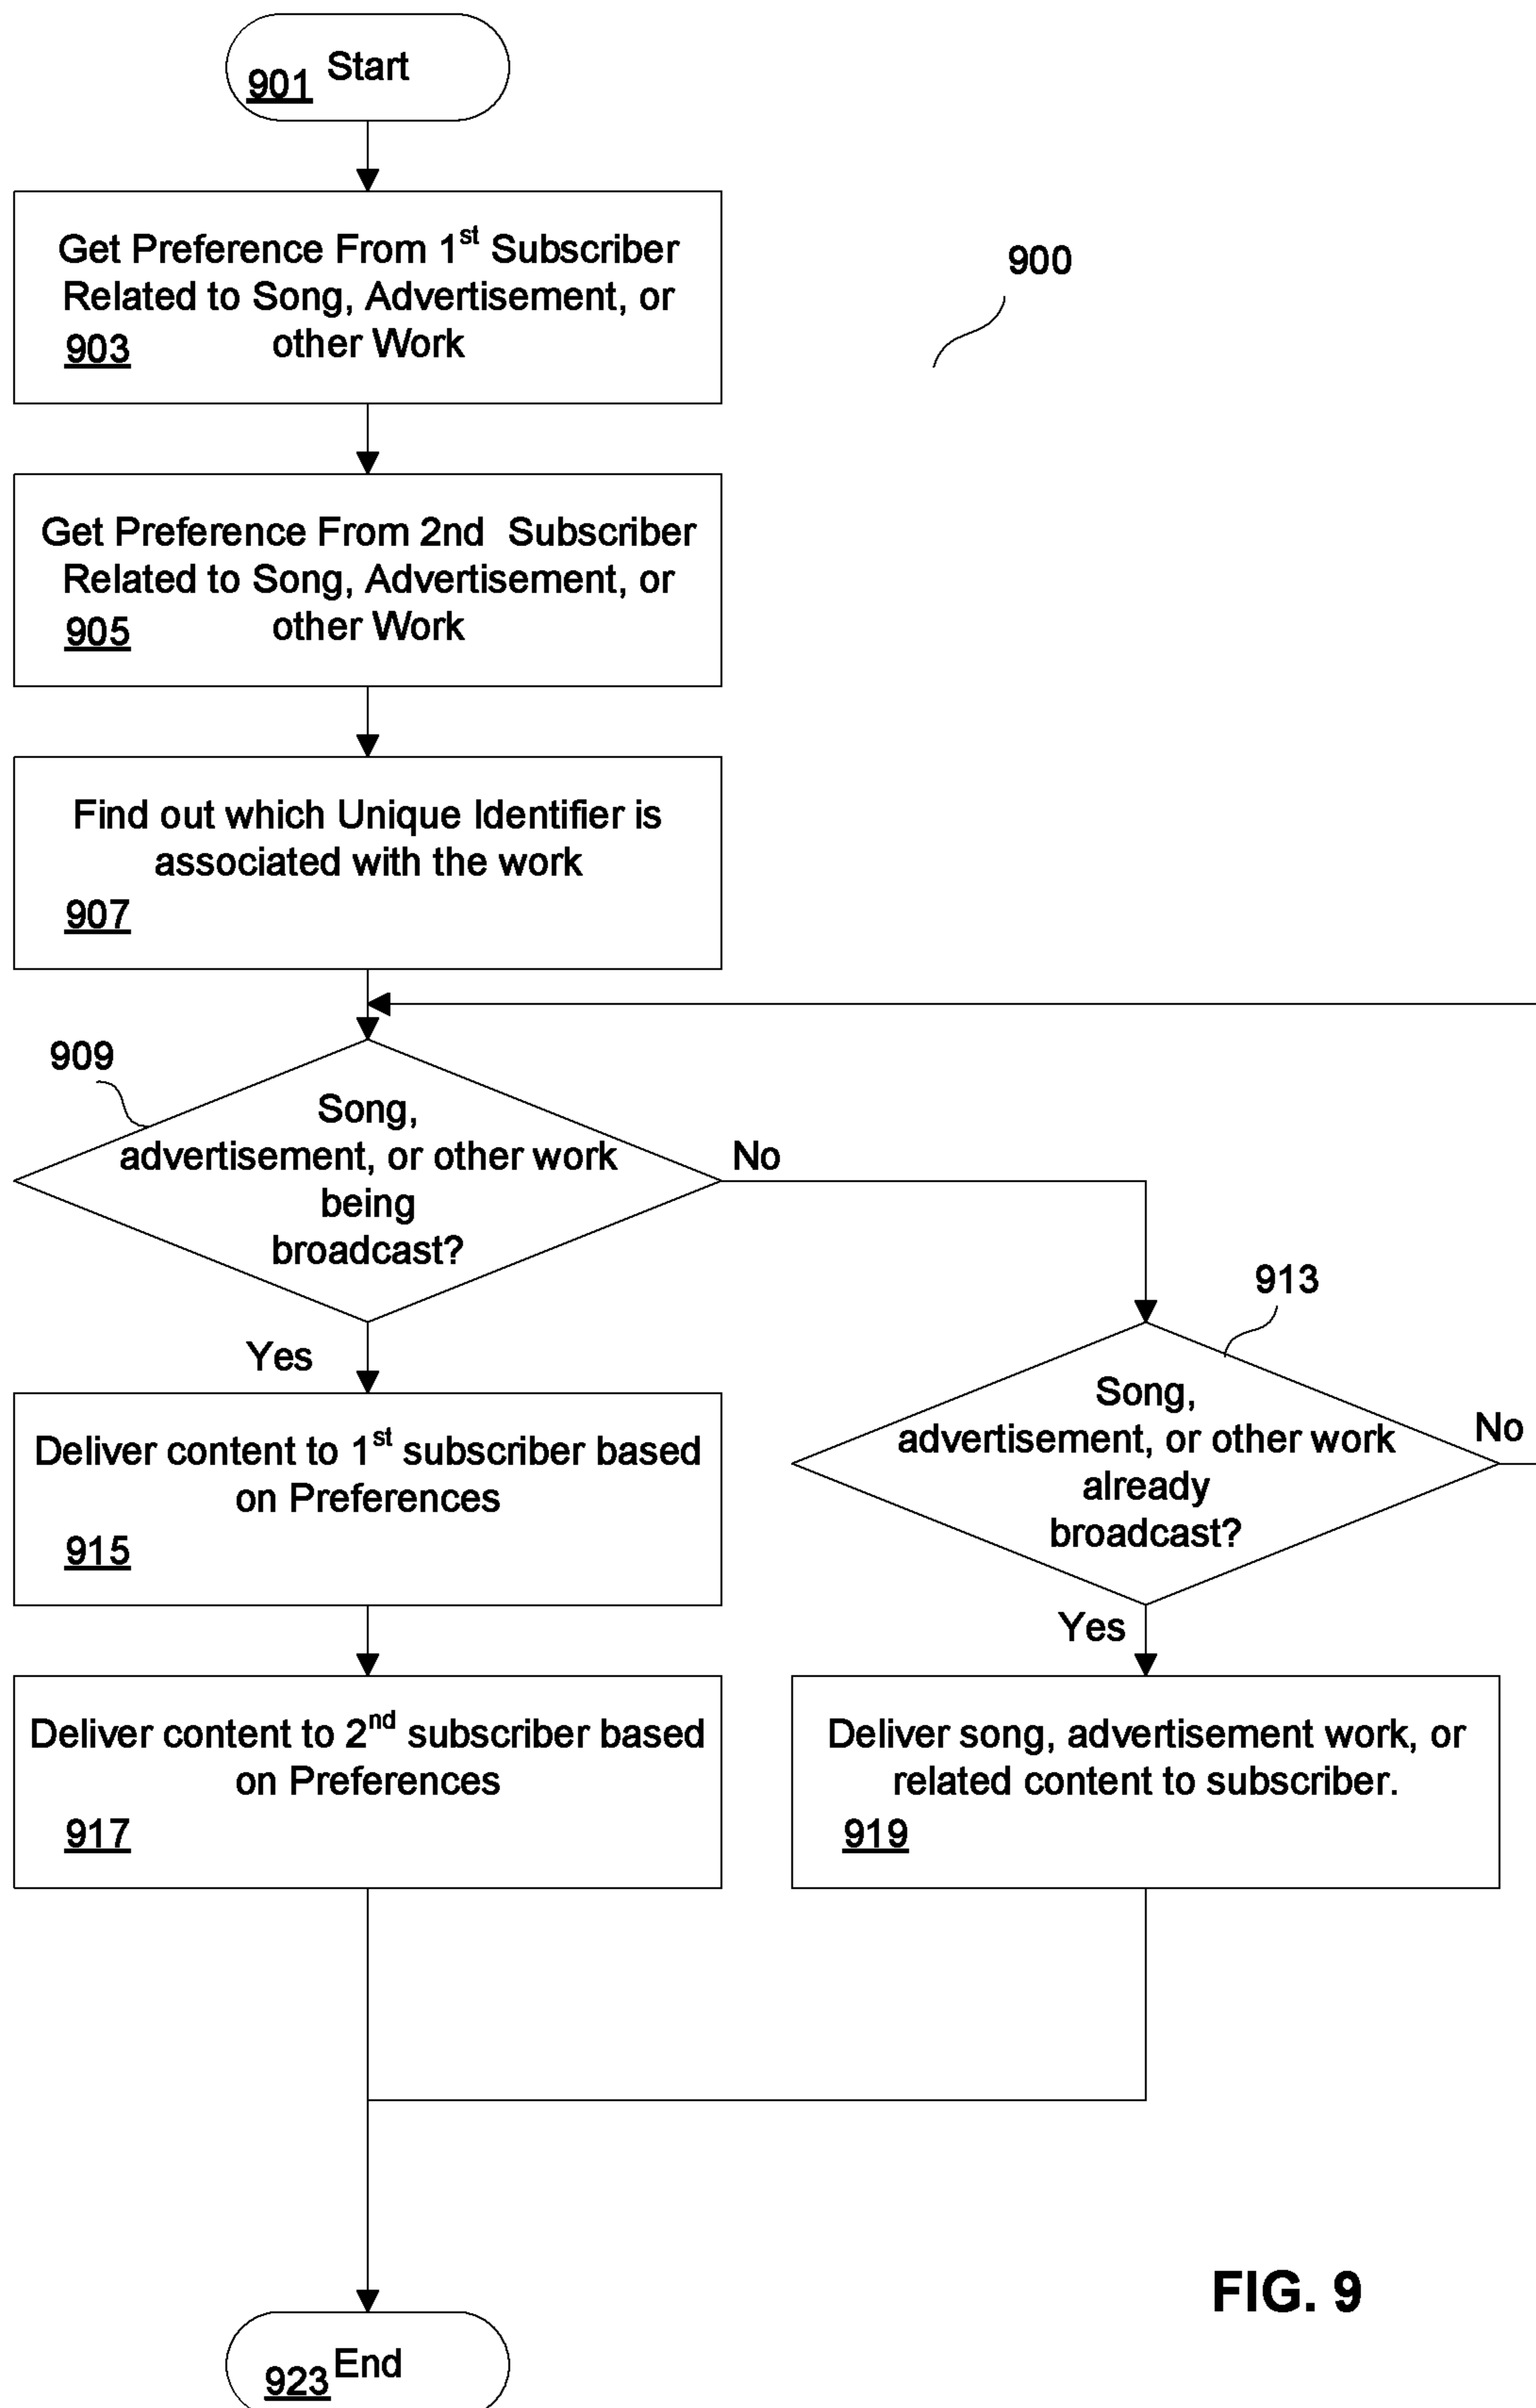 Start
901
Get Preference From 1st Subscriber
Related to Song, Advertisement, or
other Work
903
900
Get Preference From 2nd Subscriber
Related to Song, Advertisement, or
other Work
905
Find out which Unique Identifier is
associated with the work
907
909
Song,
advertisement, or other work
being
broadcast?
No
Yes
913
Song,
advertisement, or other work
already
broadcast?
No
Yes
Deliver content to 1st subscriber based
on Preferences
915
Deliver content to 2nd subscriber based
on Preferences
917
Deliver song, advertisement work, or
related content to subscriber.
919
End
923
FIG. 9